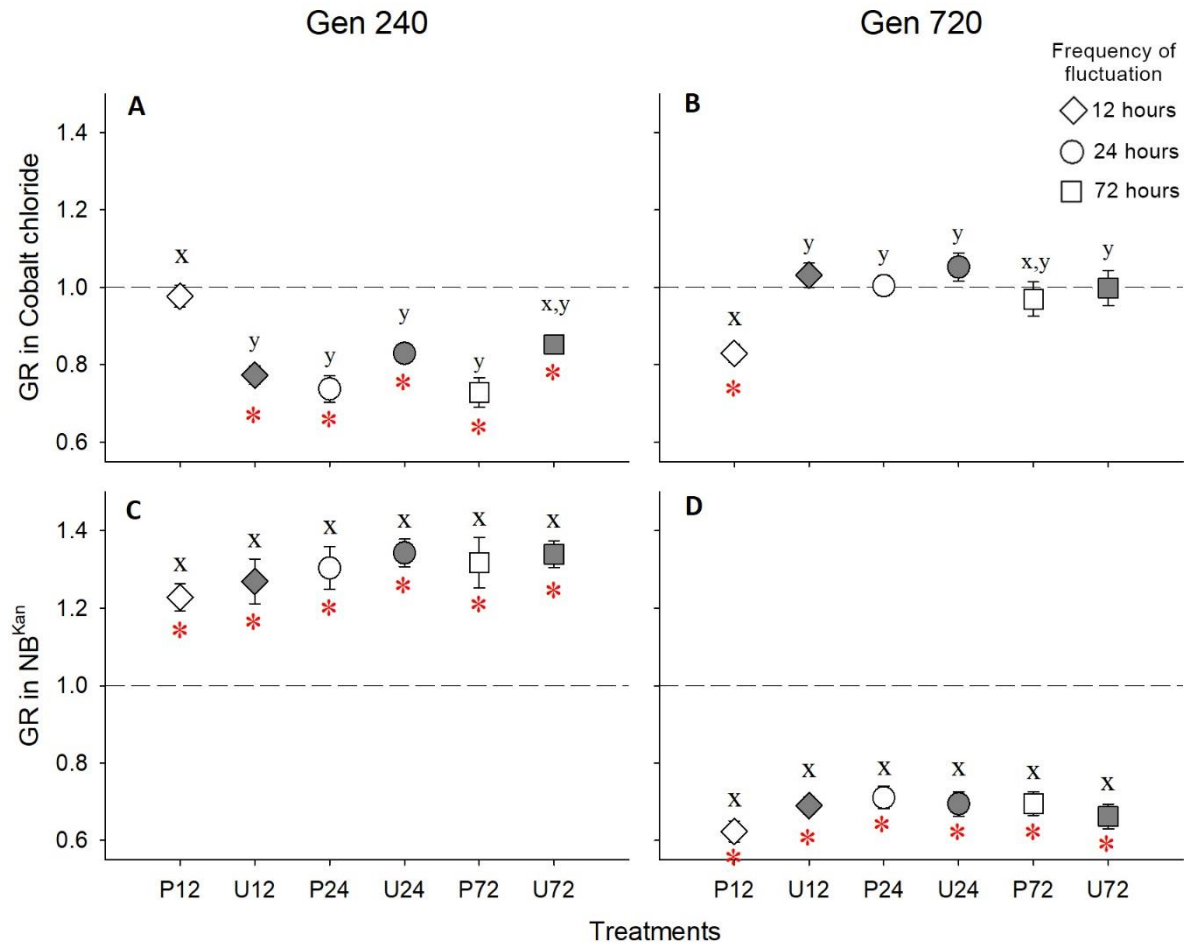 Gen 240
Gen 720
Frequency of
fluctuation
12 hours
24 hours
72 hours
A
GR in Cobalt chloride
1.4
1.2
1.0
0.8
0.6
x
y
y
y
y
x,y
*
*
*
*
*
B
x
y
y
y
x,y
y
*
C
GR in NB^Kan
1.4
1.2
1.0
0.8
0.6
x
x
x
x
x
x
*
*
*
*
*
*
D
x
x
x
x
x
x
*
*
*
*
*
*
P12 U12 P24 U24 P72 U72
P12 U12 P24 U24 P72 U72
Treatments